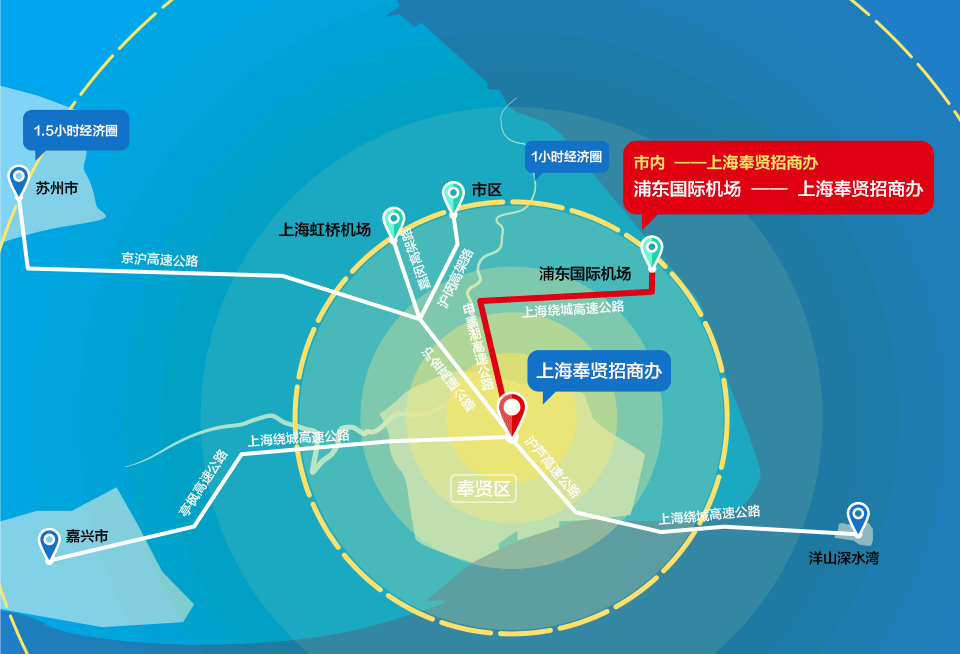 1.5小时经济圈
苏州市
京沪高速公路
上海虹桥机场
嘉闵高架路
市区
沪闵高架路
1小时经济圈
市内 ——上海奉贤招商办
浦东国际机场 —— 上海奉贤招商办
浦东国际机场
上海绕城高速公路
申嘉湖高速公路
沪金高速公路
上海奉贤招商办
上海绕城高速公路
亭枫高速公路
沪芦高速公路
奉贤区
上海绕城高速公路
嘉兴市
洋山深水湾